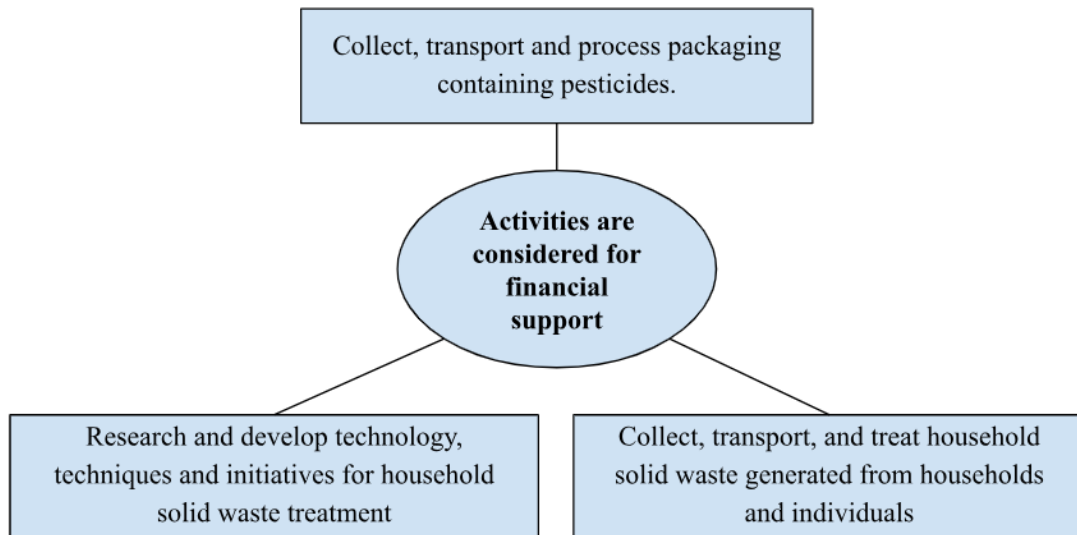 Collect, transport and process packaging
containing pesticides.
Activities are
considered for
financial
support
Research and develop technology,
techniques and initiatives for household
solid waste treatment
Collect, transport, and treat household
solid waste generated from households
and individuals